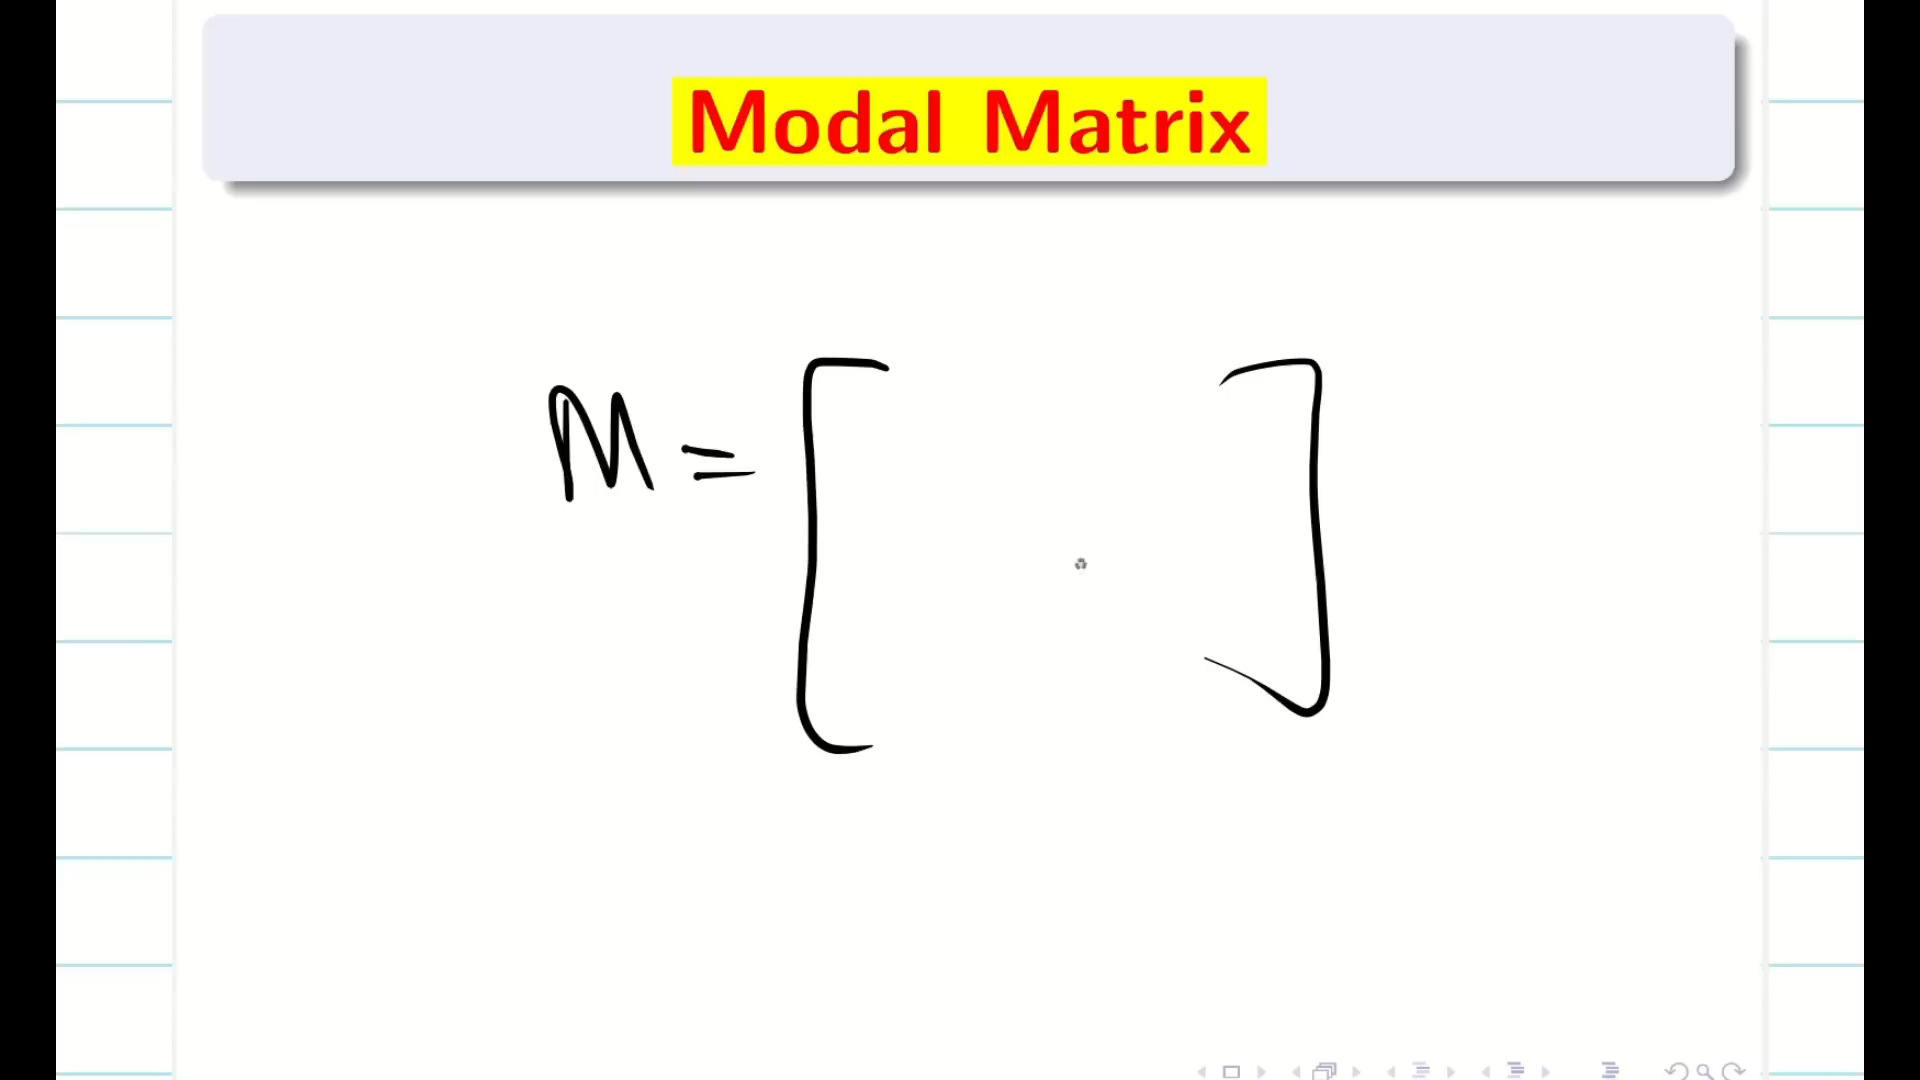 Modal Matrix
M = [ ]